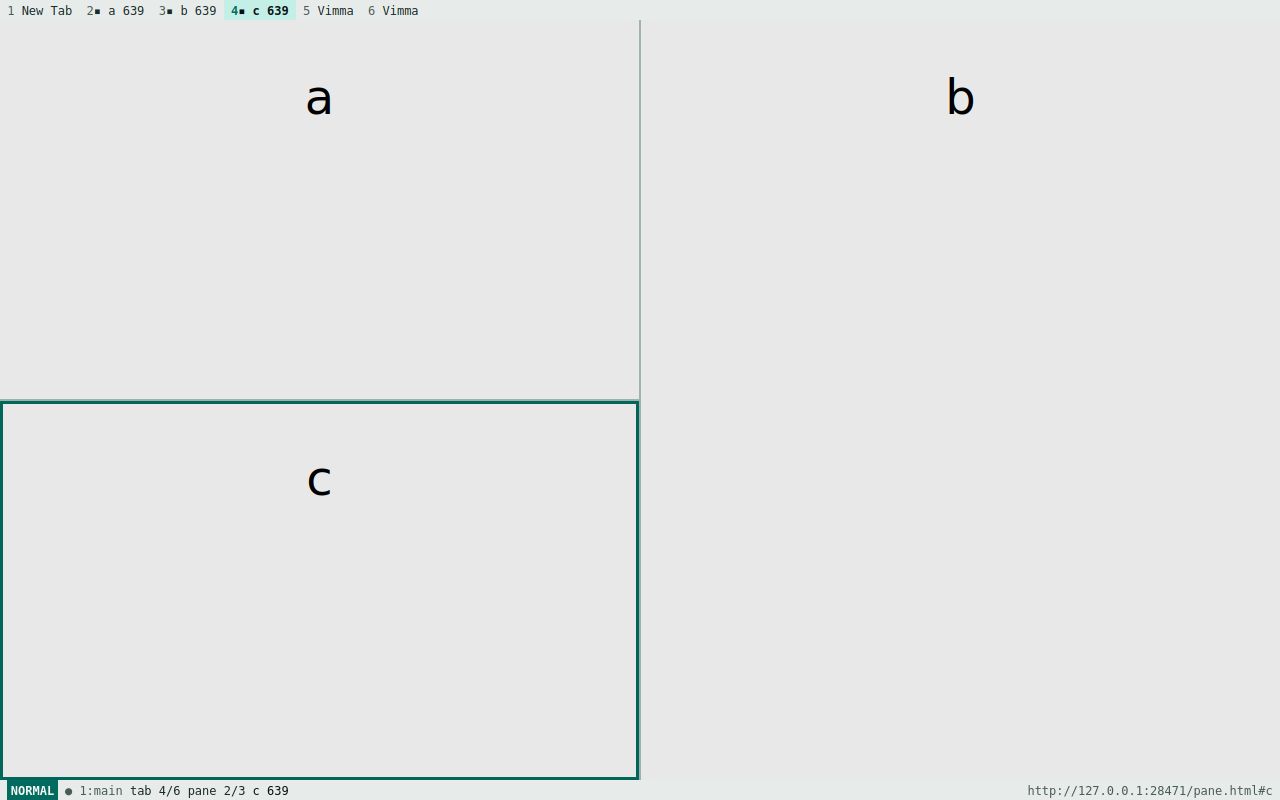 1 New Tab 2▪ a 639 3▪ b 639 4▪ c 639 5 Vimma 6 Vimma
a
b
c
NORMAL ● 1:main tab 4/6 pane 2/3 c 639 http://127.0.0.1:28471/pane.html#c